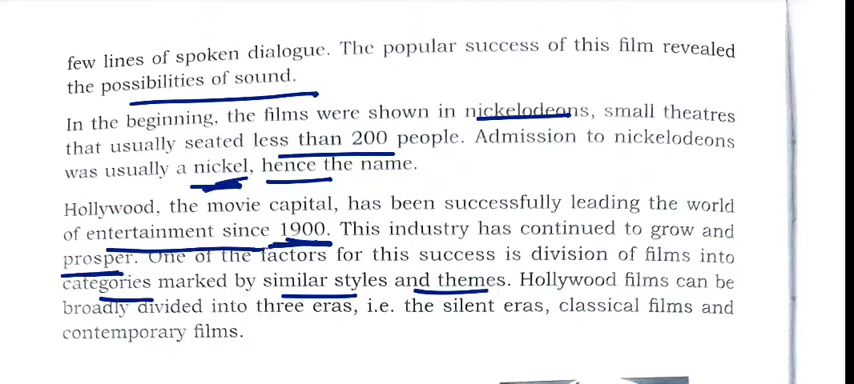 few lines of spoken dialogue. The popular success of this film revealed
the possibilities of sound.
In the beginning, the films were shown in nickelodeons, small theatres
that usually seated less than 200 people. Admission to nickelodeons
was usually a nickel, hence the name.
Hollywood, the movie capital, has been successfully leading the world
of entertainment since 1900. This industry has continued to grow and
prosper. One of the factors for this success is division of films into
categories marked by similar styles and themes. Hollywood films can be
broadly divided into three eras, i.e. the silent eras, classical films and
contemporary films.